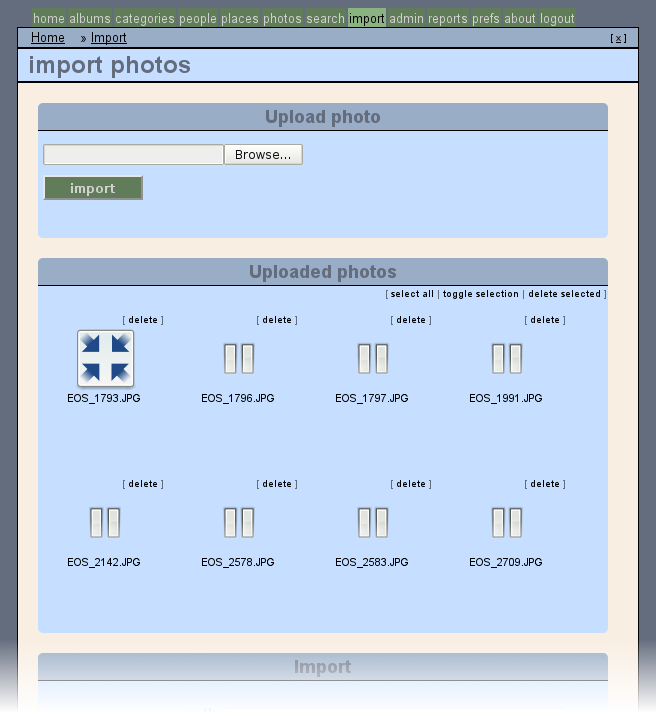 home albums categories people places photos search import admin reports prefs about logout
Home » Import [ x ]
import photos
Upload photo
Browse...
import
Uploaded photos
[ select all | toggle selection | delete selected ]
[ delete ] [ delete ] [ delete ] [ delete ]
EOS_1793.JPG EOS_1796.JPG EOS_1797.JPG EOS_1991.JPG
[ delete ] [ delete ] [ delete ] [ delete ]
EOS_2142.JPG EOS_2578.JPG EOS_2583.JPG EOS_2709.JPG
Import